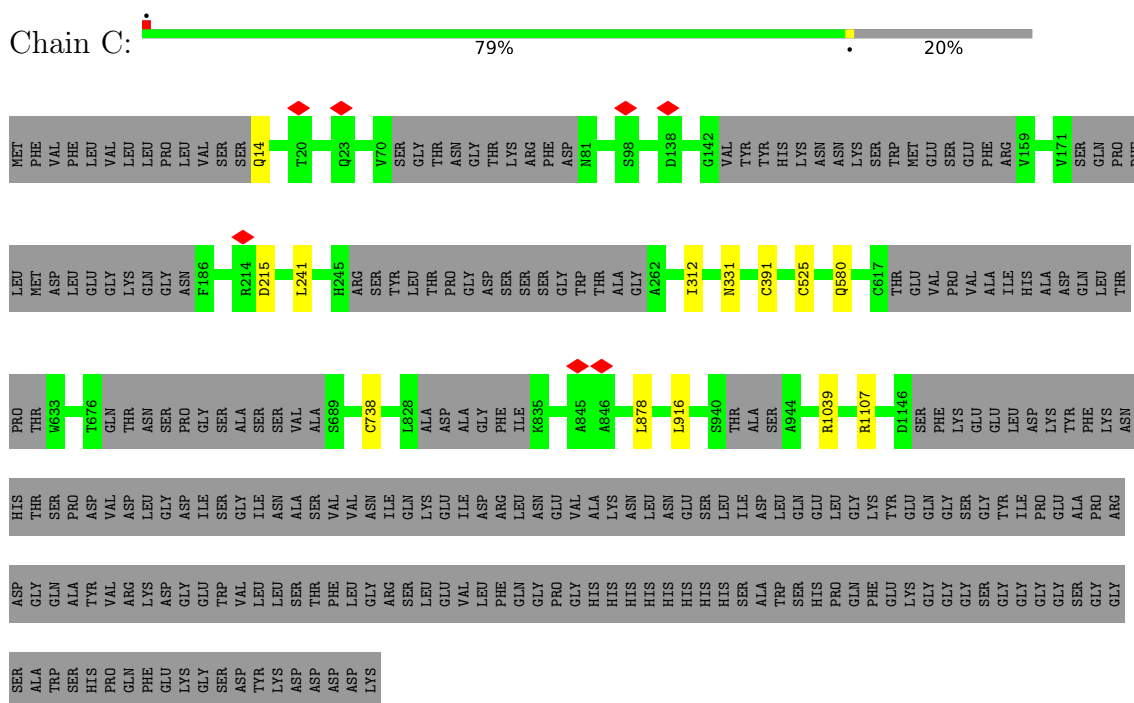 Chain C:
79%
20%
MET PHE VAL PHE LEU VAL LEU LEU PRO LEU VAL SER SER Q14 T20 Q23 V70 SER GLY THR ASN GLY THR LYS ARG PHE ASP N81 S98 D138 G142 VAL TYR TYR HIS LYS ASN ASN LYS SER TRP MET GLU SER GLU PHE ARG V159 V171 SER GLN PRO
LEU MET ASP LEU GLU GLY LYS GLN GLY ASN F186 R214 D215 L241 H245 ARG SER TYR LEU THR PRO GLY ASP SER SER SER GLY TRP THR ALA GLY A262 I312 N331 C391 C525 Q580 C617 THR GLU VAL PRO VAL ALA ILE HIS ALA ASP GLN LEU THR
PRO THR W633 T676 GLN THR ASN SER PRO GLY SER ALA SER SER VAL ALA S689 C738 L828 ALA ASP ALA GLY PHE ILE K835 A845 A846 L878 L916 S940 THR ALA SER A944 R1039 R1107 D1146 SER PHE LYS GLU GLU LEU ASP LYS TYR PHE LYS ASN
HIS THR SER PRO ASP VAL ASP LEU GLY ASP ILE SER GLY ILE ASN ALA SER VAL VAL ASN ILE GLN LYS GLU ILE ASP ARG LEU ASN GLU VAL ALA LYS ASN LEU ASN GLU SER LEU ILE ASP LEU GLN GLU LEU GLY LYS TYR GLU GLN GLY SER GLY TYR ILE PRO GLU ALA PRO ARG
ASP GLY GLN ALA TYR VAL ARG LYS ASP GLY GLU TRP VAL LEU LEU SER THR PHE LEU GLY ARG SER LEU GLU VAL LEU PHE GLN GLY PRO GLY HIS HIS HIS HIS HIS HIS HIS HIS SER ALA TRP SER HIS PRO GLN PHE GLU LYS GLY GLY GLY SER GLY GLY GLY GLY SER GLY GLY
SER ALA TRP SER HIS PRO GLN PHE GLU LYS GLY SER ASP TYR LYS ASP ASP ASP ASP LYS